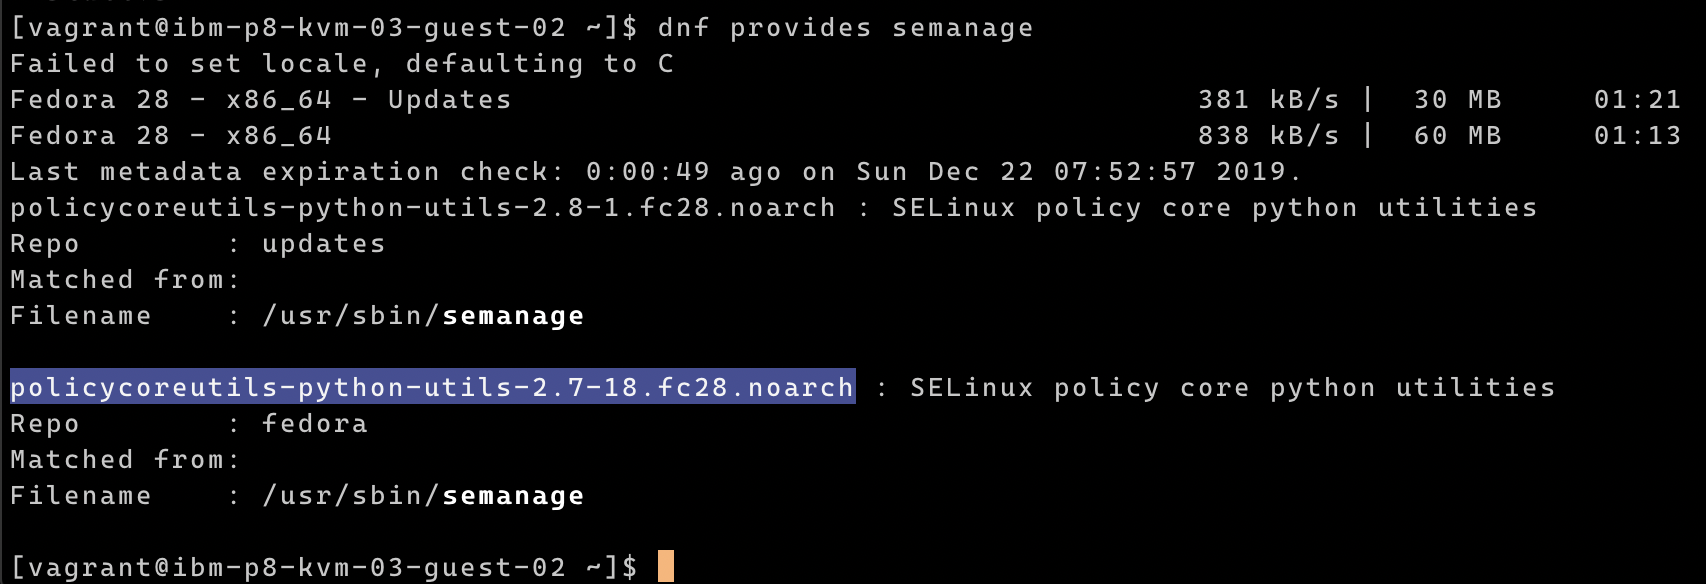 [vagrant@ibm-p8-kvm-03-guest-02 ~]$ dnf provides semanage
Failed to set locale, defaulting to C
Fedora 28 - x86_64 - Updates                                                   381 kB/s |  30 MB     01:21
Fedora 28 - x86_64                                                             838 kB/s |  60 MB     01:13
Last metadata expiration check: 0:00:49 ago on Sun Dec 22 07:52:57 2019.
policycoreutils-python-utils-2.8-1.fc28.noarch : SELinux policy core python utilities
Repo        : updates
Matched from:
Filename    : /usr/sbin/semanage

policycoreutils-python-utils-2.7-18.fc28.noarch : SELinux policy core python utilities
Repo        : fedora
Matched from:
Filename    : /usr/sbin/semanage

[vagrant@ibm-p8-kvm-03-guest-02 ~]$